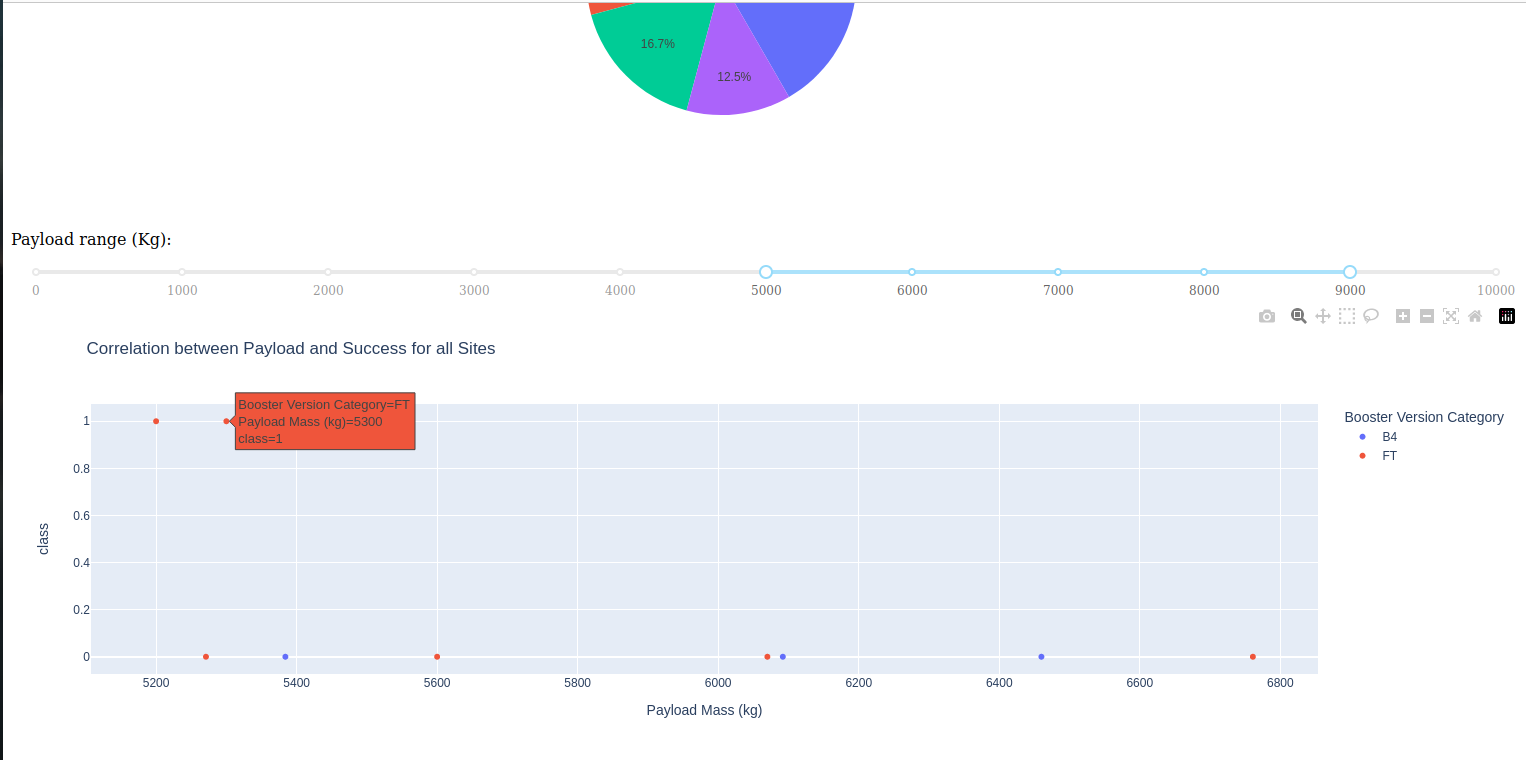 16.7%
12.5%
Payload range (Kg):
0 1000 2000 3000 4000 5000 6000 7000 8000 9000 10000
Correlation between Payload and Success for all Sites
Booster Version Category=FT
Payload Mass (kg)=5300
class=1
Booster Version Category
B4
FT
1
0.8
0.6
0.4
0.2
0
class
5200 5400 5600 5800 6000 6200 6400 6600 6800
Payload Mass (kg)